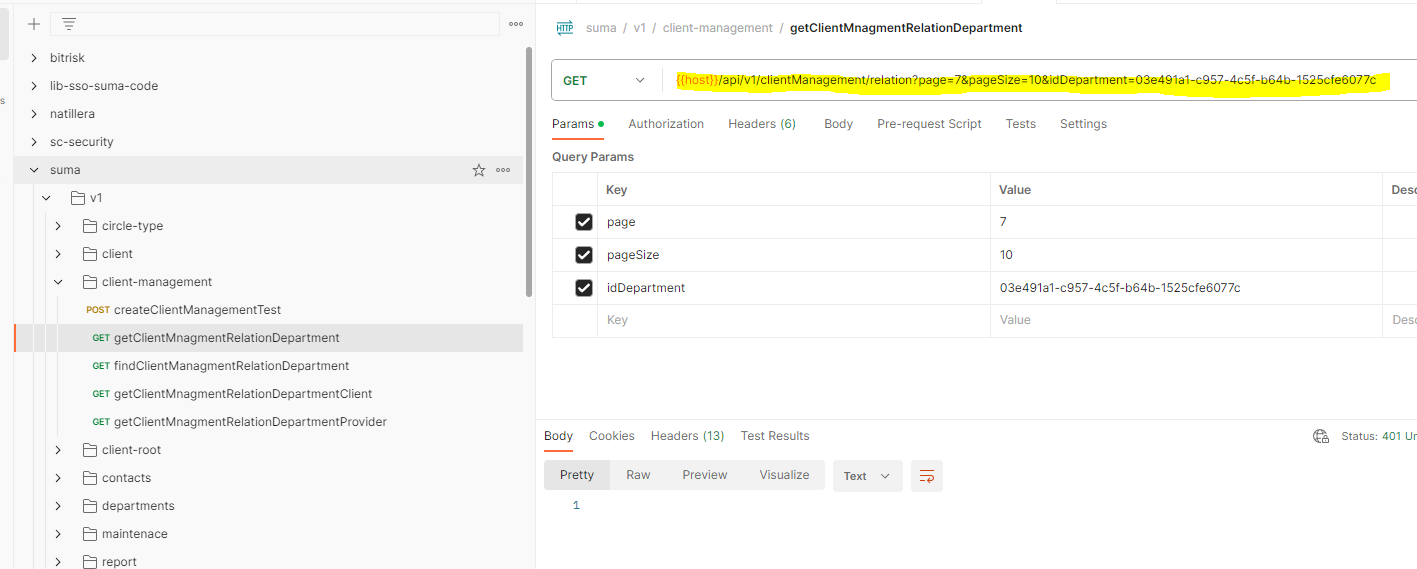 bitrisk
lib-sso-suma-code
natillera
sc-security
suma
v1
circle-type
client
client-management
POST createClientManagementTest
GET getClientMnagmentRelationDepartment
GET findClientManagmentRelationDepartment
GET getClientMnagmentRelationDepartmentClient
GET getClientMnagmentRelationDepartmentProvider
client-root
contacts
departments
maintenace
report
s
HTTP suma / v1 / client-management / getClientMnagmentRelationDepartment
GET {{host}}/api/v1/clientManagement/relation?page=7&pageSize=10&idDepartment=03e491a1-c957-4c5f-b64b-1525cfe6077c
Params Authorization Headers (6) Body Pre-request Script Tests Settings
Query Params
Key Value Desc
page 7
pageSize 10
idDepartment 03e491a1-c957-4c5f-b64b-1525cfe6077c
Key Value Desc
Body Cookies Headers (13) Test Results Status: 401 Un
Pretty Raw Preview Visualize Text
1